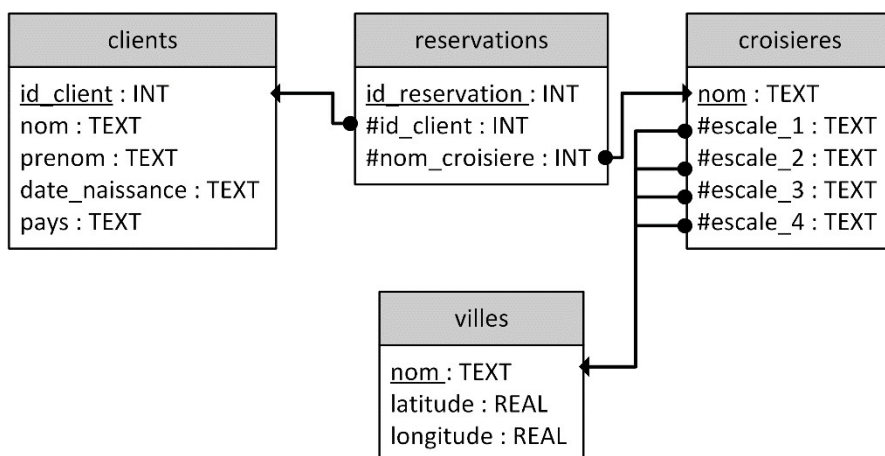 clients
id_client : INT
nom : TEXT
prenom : TEXT
date_naissance : TEXT
pays : TEXT
reservations
id_reservation : INT
#id_client : INT
#nom_croisiere : INT
croisieres
nom : TEXT
#escale_1 : TEXT
#escale_2 : TEXT
#escale_3 : TEXT
#escale_4 : TEXT
villes
nom : TEXT
latitude : REAL
longitude : REAL